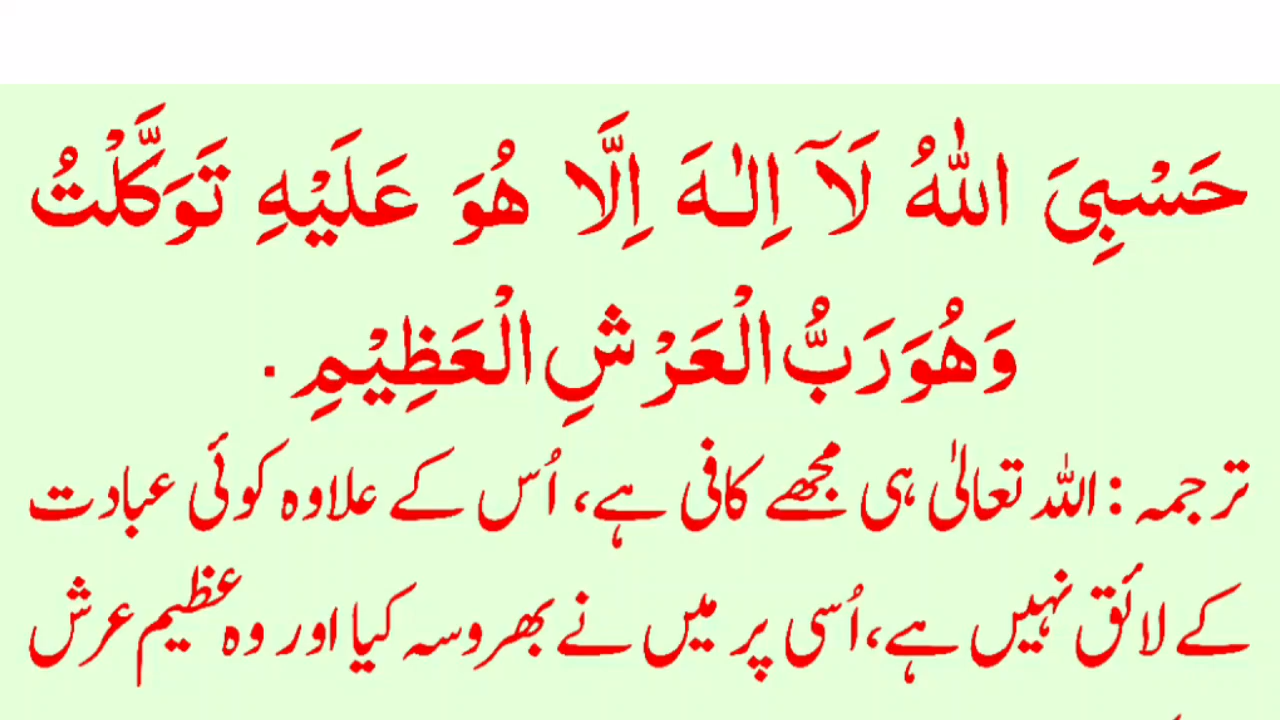 حَسْبِیَ اللّٰهُ لَآ اِلٰـهَ اِلَّا هُوَ عَلَیْهِ تَوَکَّلْتُ
وَهُوَ رَبُّ الْعَرْشِ الْعَظِیْمِ .
ترجمہ : اللہ تعالیٰ ہی مجھے کافی ہے، اُس کے علاوہ کوئی عبادت
کے لائق نہیں ہے، اُسی پر میں نے بھروسہ کیا اور وہ عظیم عرش